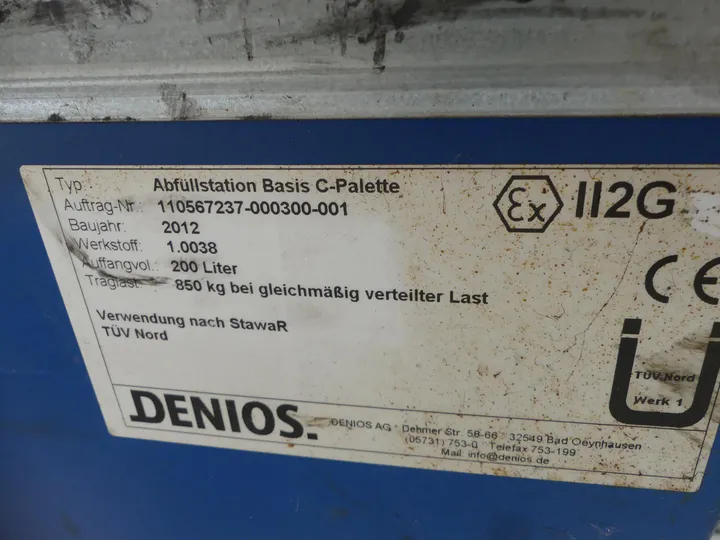 Typ: Abfüllstation Basis C-Palette
Auftrag-Nr.: 110567237-000300-001
Baujahr: 2012
Werkstoff: 1.0038
Auffangvol.: 200 Liter
Traglast: 850 kg bei gleichmäßig verteilter Last
Verwendung nach StawaR
TÜV Nord
Ex II2G
CE
Ü
TÜV-Nord
Werk 1
DENIOS.
DENIOS AG · Dehmer Str. 58-66 · 32549 Bad Oeynhausen
(05731) 753-0 · Telefax 753-199
Mail: info@denios.de